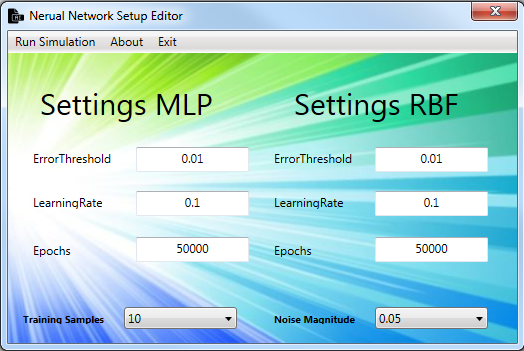 Nerual Network Setup Editor
Run Simulation About Exit
Settings MLP Settings RBF
ErrorThreshold 0.01 ErrorThreshold 0.01
LearningRate 0.1 LearningRate 0.1
Epochs 50000 Epochs 50000
Training Samples 10 Noise Magnitude 0.05